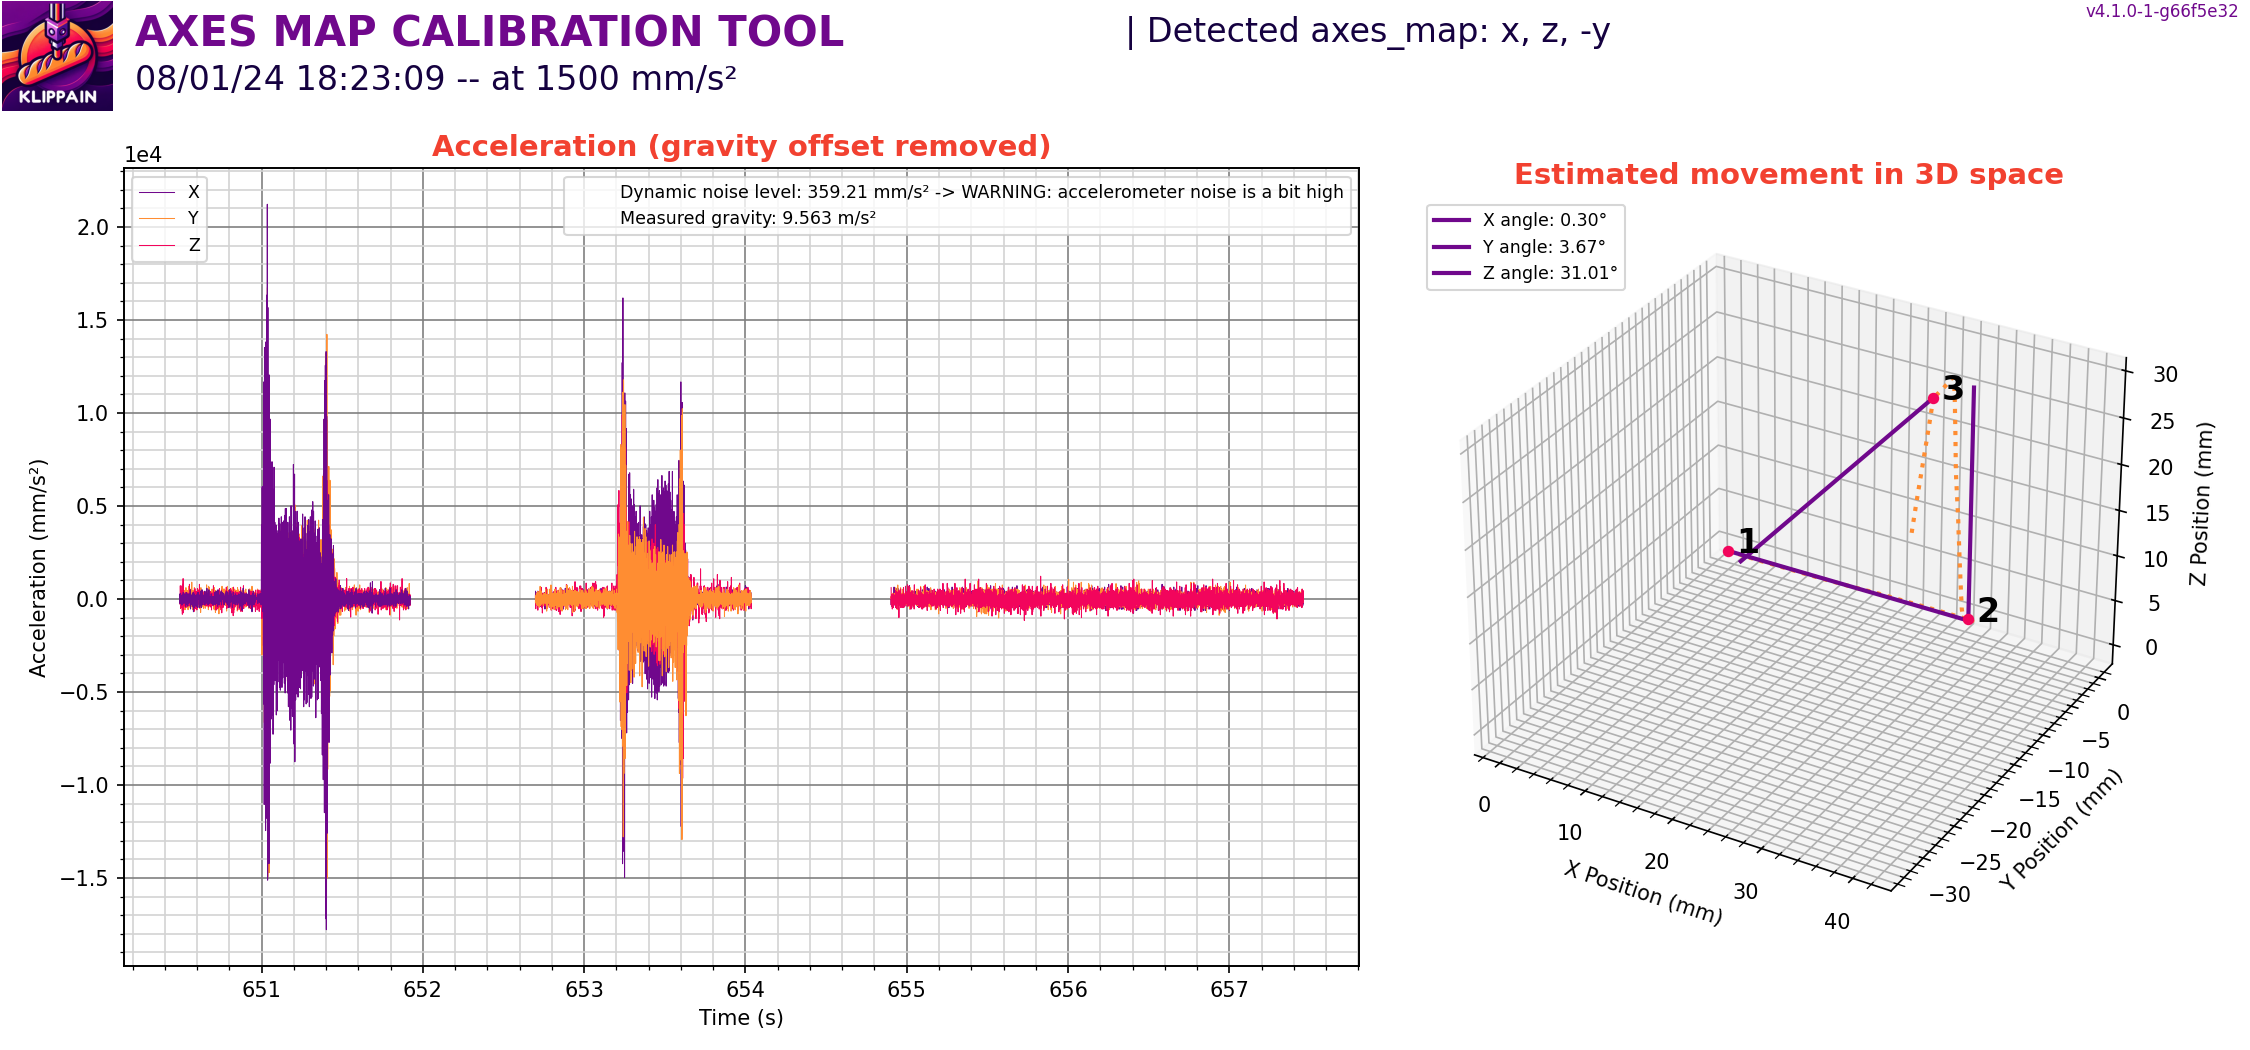 AXES MAP CALIBRATION TOOL
| Detected axes_map: x, z, -y
v4.1.0-1-g66f5e32
08/01/24 18:23:09 -- at 1500 mm/s²
KLIPPAIN
Acceleration (gravity offset removed)
1e4
X
Y
Z
Dynamic noise level: 359.21 mm/s² -> WARNING: accelerometer noise is a bit high
Measured gravity: 9.563 m/s²
2.0
1.5
1.0
0.5
0.0
−0.5
−1.0
−1.5
Acceleration (mm/s²)
651 652 653 654 655 656 657
Time (s)
Estimated movement in 3D space
X angle: 0.30°
Y angle: 3.67°
Z angle: 31.01°
1
2
3
30
25
20
15
10
5
0
Z Position (mm)
0
−5
−10
−15
−20
−25
−30
Y Position (mm)
0
10
20
30
40
X Position (mm)